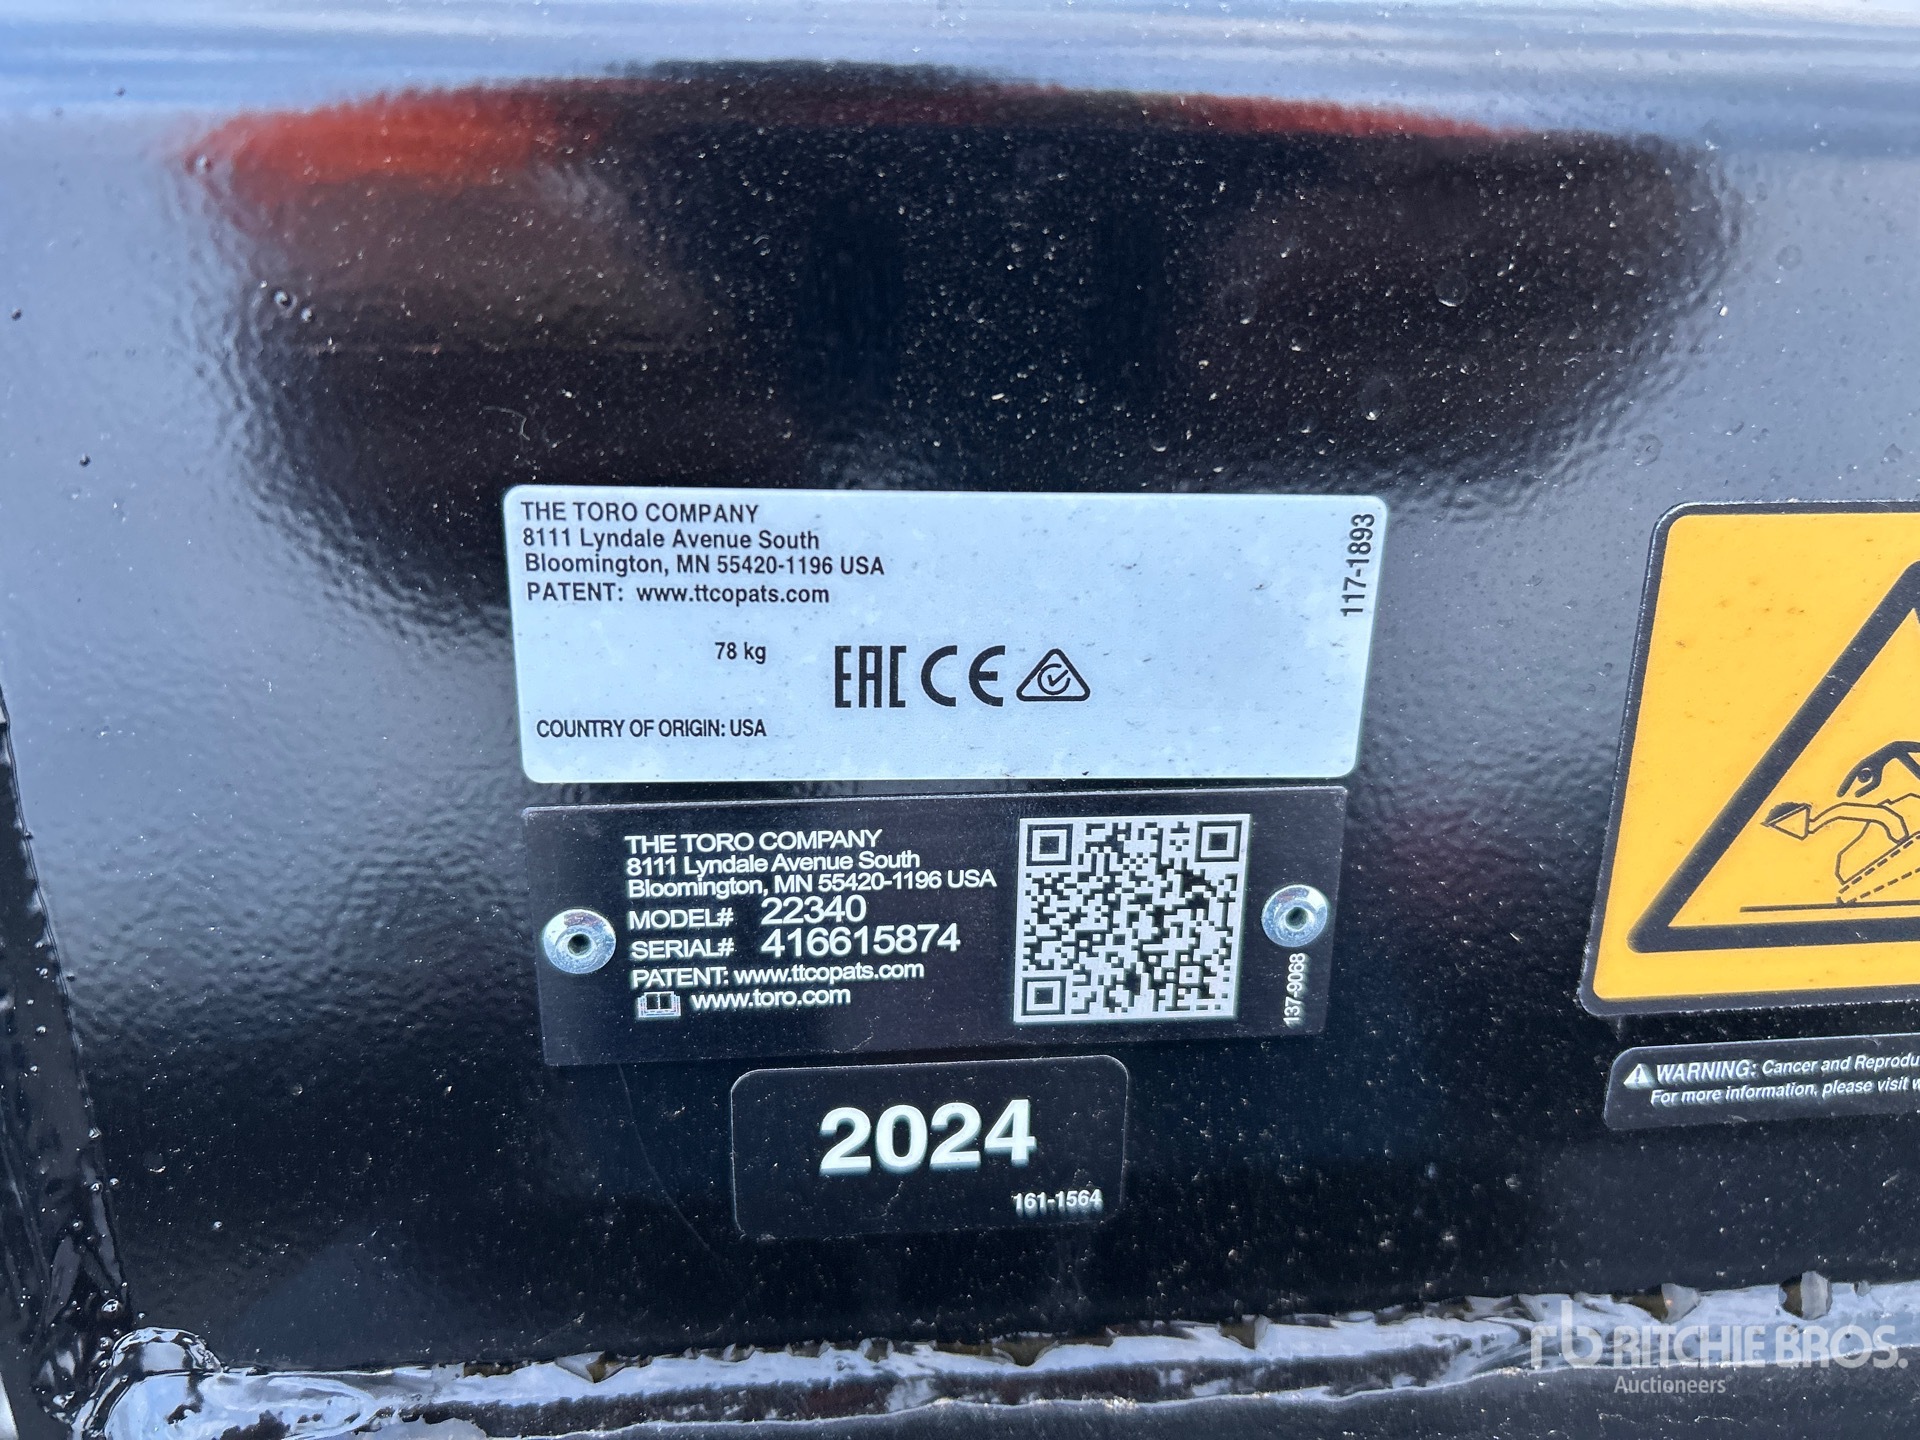 THE TORO COMPANY
8111 Lyndale Avenue South
Bloomington, MN 55420-1196 USA
PATENT: www.ttcopats.com
117-1893
78 kg
EAC CE
COUNTRY OF ORIGIN: USA
THE TORO COMPANY
8111 Lyndale Avenue South
Bloomington, MN 55420-1196 USA
MODEL# 22340
SERIAL# 416615874
PATENT: www.ttcopats.com
www.toro.com
137-9068
2024
161-1564
WARNING: Cancer and Reprodu
For more information, please visit w
rb RITCHIE BROS.
Auctioneers